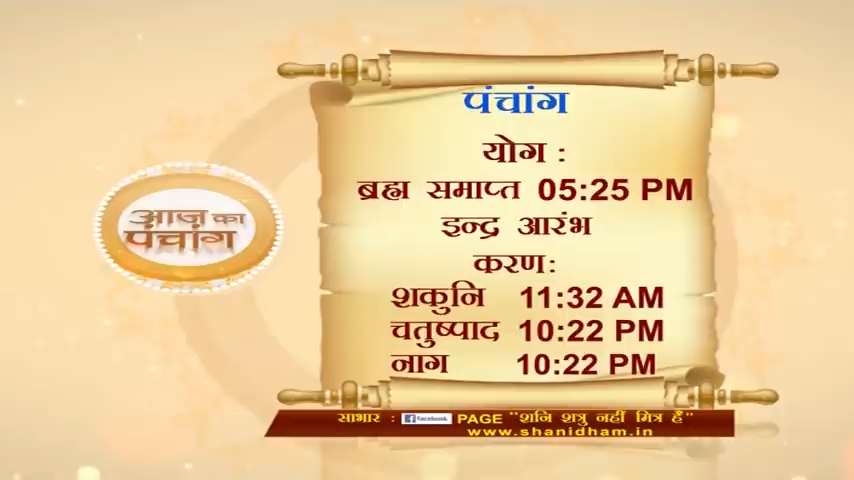 आज का
पंचांग
पंचांग
योग :
ब्रह्म समाप्त 05:25 PM
इन्द्र आरंभ
करण:
शकुनि 11:32 AM
चतुष्पाद 10:22 PM
नाग 10:22 PM
साभार : facebook PAGE "शनि शत्रु नहीं मित्र हैं"
www.shanidham.in